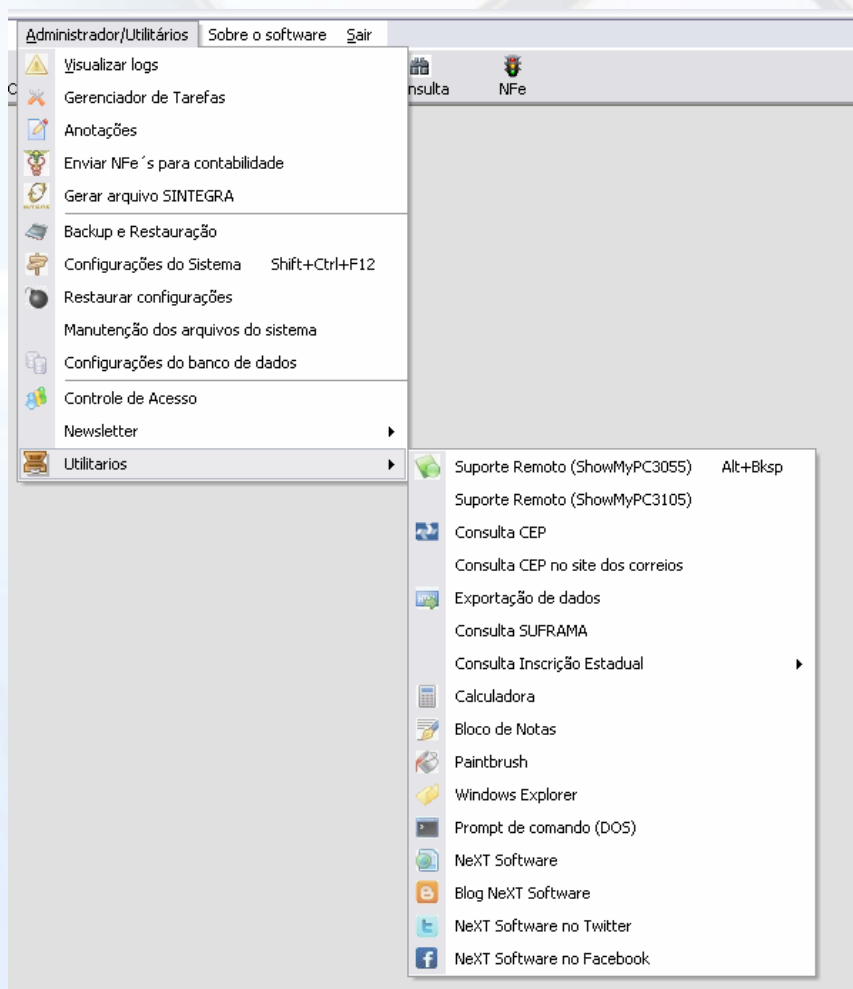 Administrador/Utilitários Sobre o software Sair
Visualizar logs
Gerenciador de Tarefas
Anotações
Enviar NFe´s para contabilidade
Gerar arquivo SINTEGRA
Backup e Restauração
Configurações do Sistema Shift+Ctrl+F12
Restaurar configurações
Manutenção dos arquivos do sistema
Configurações do banco de dados
Controle de Acesso
Newsletter
Utilitarios
nsulta NFe
Suporte Remoto (ShowMyPC3055) Alt+Bksp
Suporte Remoto (ShowMyPC3105)
Consulta CEP
Consulta CEP no site dos correios
Exportação de dados
Consulta SUFRAMA
Consulta Inscrição Estadual
Calculadora
Bloco de Notas
Paintbrush
Windows Explorer
Prompt de comando (DOS)
NeXT Software
Blog NeXT Software
NeXT Software no Twitter
NeXT Software no Facebook